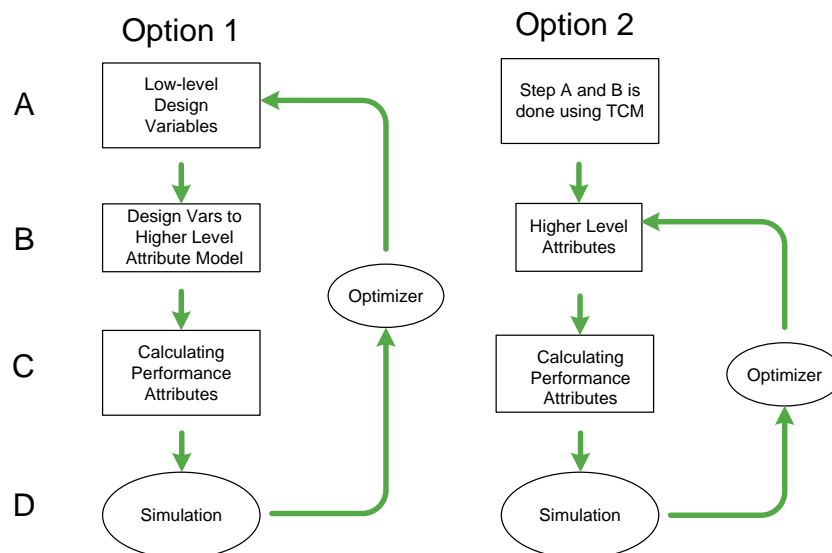 Option 1
A
Low-level
Design
Variables
B
Design Vars to
Higher Level
Attribute Model
Optimizer
C
Calculating
Performance
Attributes
D
Simulation
Option 2
Step A and B is
done using TCM
Higher Level
Attributes
Calculating
Performance
Attributes
Optimizer
Simulation